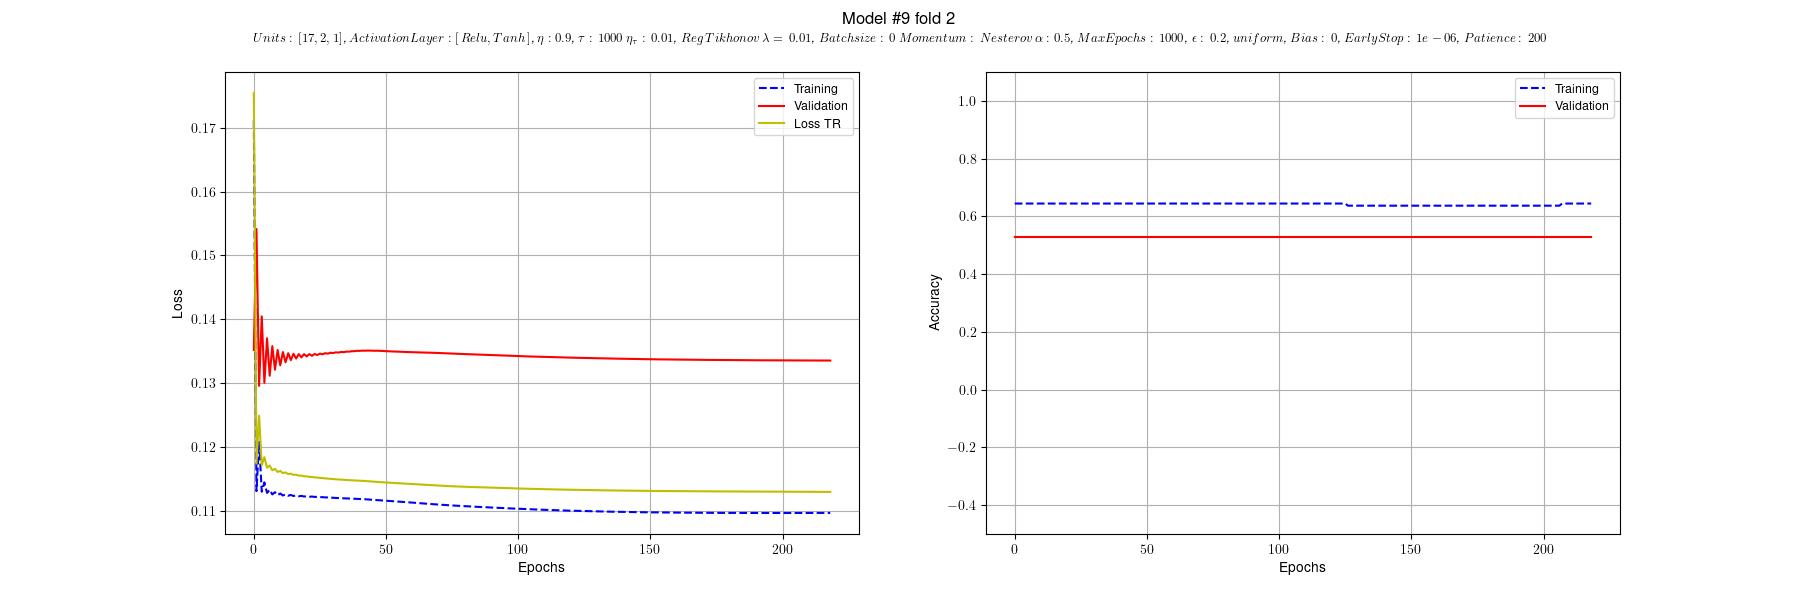 Model #9 fold 2
Units : [17, 2, 1], ActivationLayer : [ Relu, Tanh], η : 0.9, τ : 1000 η_τ : 0.01, Reg Tikhonov λ = 0.01, Batchsize : 0 Momentum : Nesterov α : 0.5, MaxEpochs : 1000, ϵ : 0.2, uniform, Bias : 0, EarlyStop : 1e − 06, Patience : 200
Loss
0.17
0.16
0.15
0.14
0.13
0.12
0.11
Training
Validation
Loss TR
0 50 100 150 200
Epochs
Accuracy
1.0
0.8
0.6
0.4
0.2
0.0
−0.2
−0.4
Training
Validation
0 50 100 150 200
Epochs